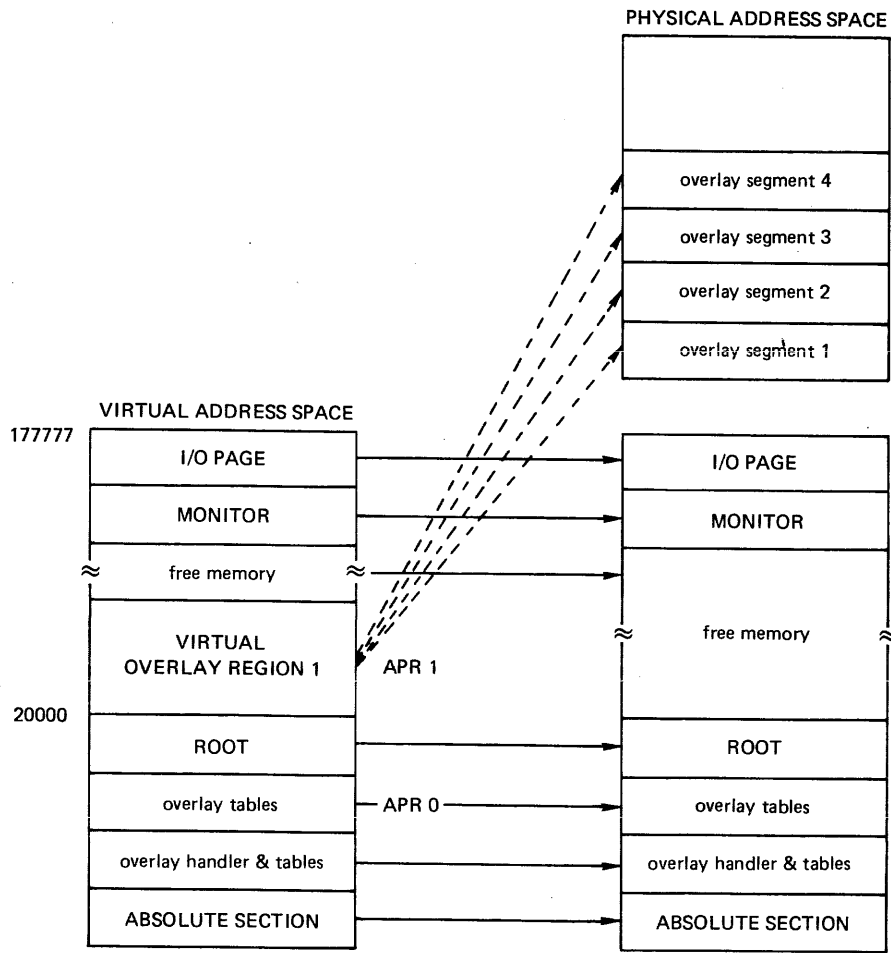 PHYSICAL ADDRESS SPACE
overlay segment 4
overlay segment 3
overlay segment 2
overlay segment 1
VIRTUAL ADDRESS SPACE
177777
I/O PAGE
MONITOR
free memory
VIRTUAL
OVERLAY REGION 1
APR 1
20000
ROOT
overlay tables
APR 0
overlay handler & tables
ABSOLUTE SECTION
I/O PAGE
MONITOR
free memory
ROOT
overlay tables
overlay handler & tables
ABSOLUTE SECTION